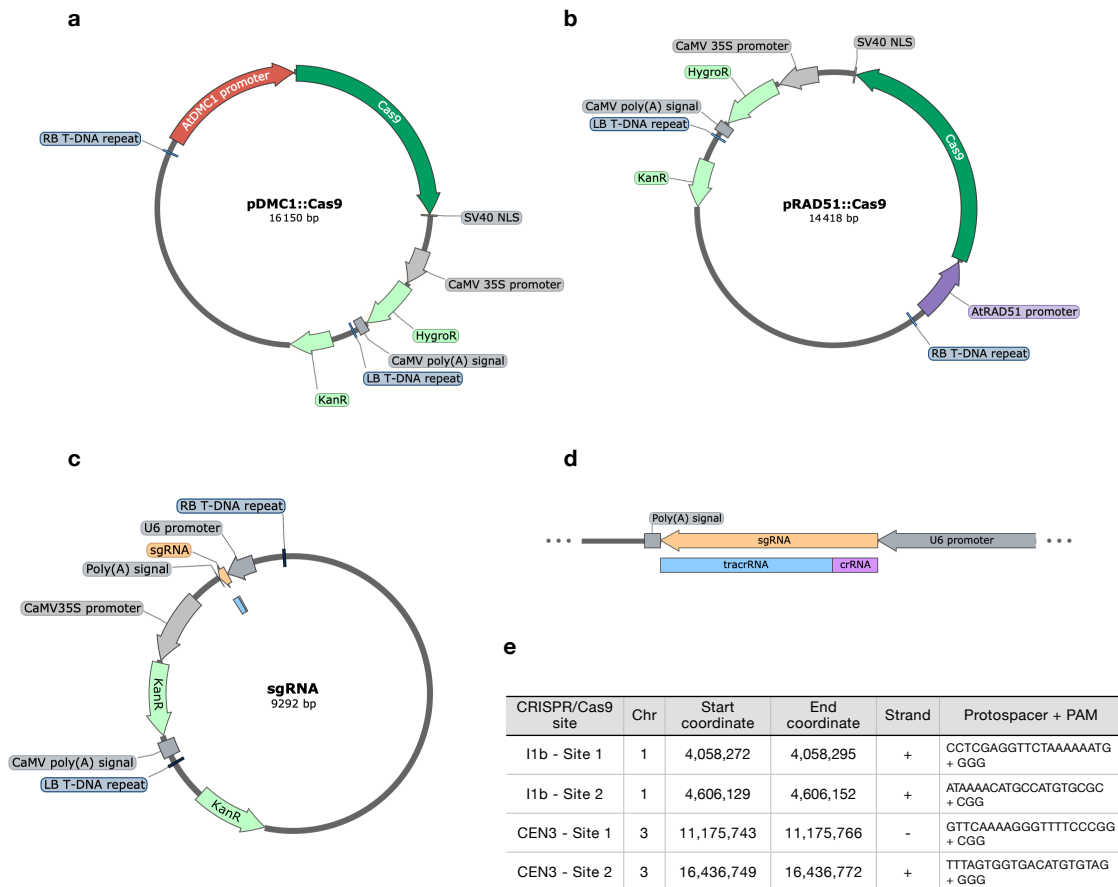 a
AtDMC1 promoter
Cas9
RB T-DNA repeat
pDMC1::Cas9
16150 bp
SV40 NLS
CaMV 35S promoter
HygroR
CaMV poly(A) signal
LB T-DNA repeat
KanR
b
CaMV 35S promoter
SV40 NLS
HygroR
CaMV poly(A) signal
LB T-DNA repeat
Cas9
KanR
pRAD51::Cas9
14418 bp
AtRAD51 promoter
RB T-DNA repeat
c
RB T-DNA repeat
U6 promoter
sgRNA
Poly(A) signal
CaMV35S promoter
KanR
sgRNA
9292 bp
CaMV poly(A) signal
LB T-DNA repeat
KanR
d
Poly(A) signal
sgRNA
U6 promoter
tracrRNA
crRNA
e
CRISPR/Cas9 site Chr Start coordinate End coordinate Strand Protospacer + PAM
I1b - Site 1 1 4,058,272 4,058,295 + CCTCGAGGTTCTAAAAAATG
+ GGG
I1b - Site 2 1 4,606,129 4,606,152 + ATAAAACATGCCATGTGCGC
+ CGG
CEN3 - Site 1 3 11,175,743 11,175,766 - GTTCAAAAGGGTTTTCCCGG
+ CGG
CEN3 - Site 2 3 16,436,749 16,436,772 + TTTAGTGGTGACATGTGTAG
+ GGG